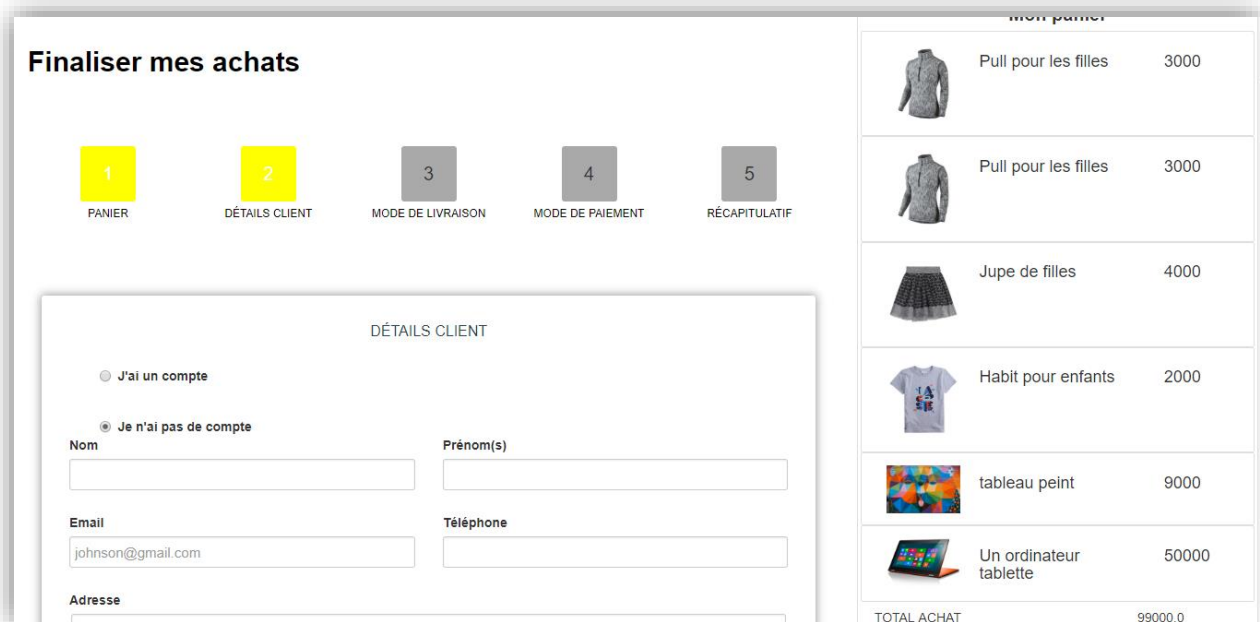 Finaliser mes achats
1
2
3
4
5
PANIER
DÉTAILS CLIENT
MODE DE LIVRAISON
MODE DE PAIEMENT
RÉCAPITULATIF
DÉTAILS CLIENT
J'ai un compte
Je n'ai pas de compte
Nom
Prénom(s)
Email
Téléphone
johnson@gmail.com
Adresse
Mon panier
Pull pour les filles 3000
Pull pour les filles 3000
Jupe de filles 4000
Habit pour enfants 2000
tableau peint 9000
Un ordinateur 50000
tablette
TOTAL ACHAT 99000.0